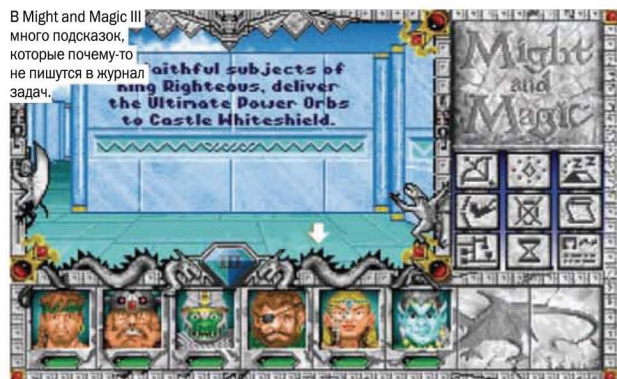 В Might and Magic III
много подсказок,
которые почему-то
не пишутся в журнал
задач.
aithful subjects of
King Righteous, deliver
the Ultimate Power Orbs
to Castle Whiteshield.
Might
and
Magic